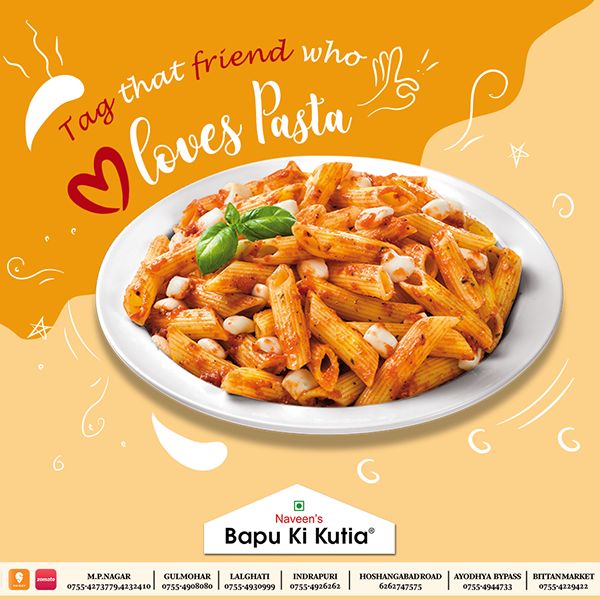 Tag that friend who
loves Pasta
Naveen's
Bapu Ki Kutia®
zomato
M.P.NAGAR
0755-4273779,4232410
GULMOHAR
0755-4908080
LALGHATI
0755-4930999
INDRAPURI
0755-4926262
HOSHANGABAD ROAD
6262747575
AYODHYA BYPASS
0755-4944733
BITTAN MARKET
0755-4229422